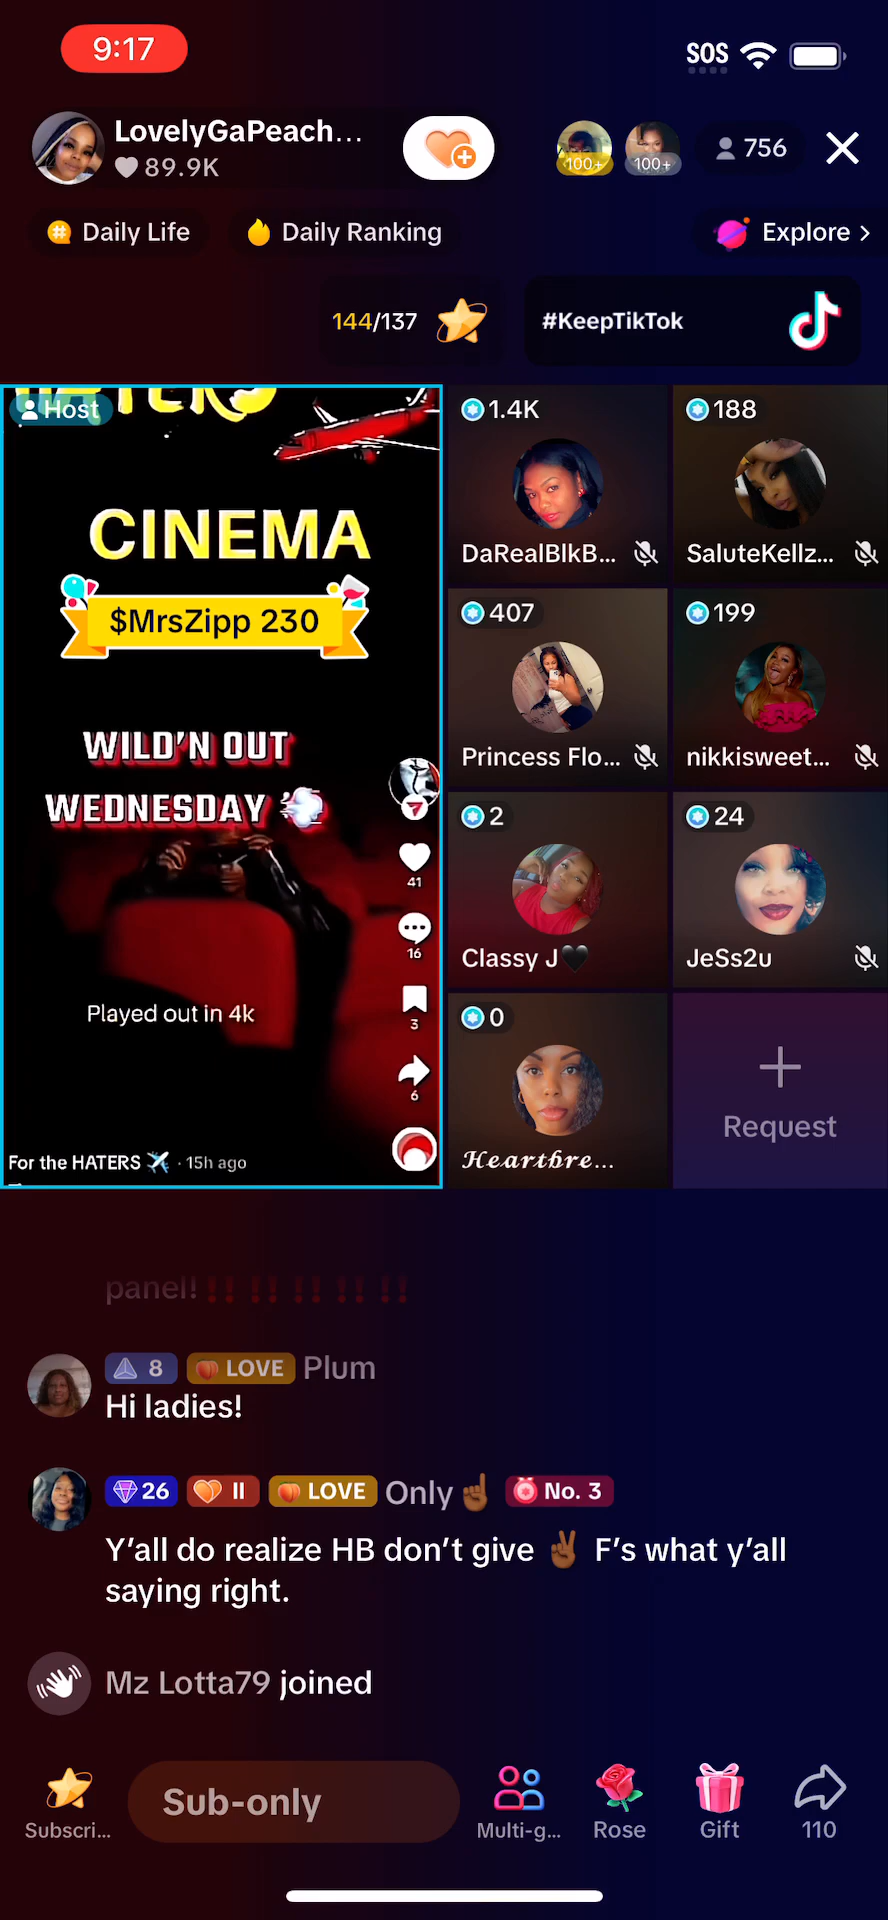 9:17
SOS
LovelyGaPeach...
89.9K
100+
100+
756
Daily Life
Daily Ranking
Explore >
144/137
#KeepTikTok
Host
CINEMA
$MrsZipp 230
WILD'N OUT
WEDNESDAY
41
16
3
6
Played out in 4k
For the HATERS · 15h ago
1.4K
DaRealBlkB...
188
SaluteKellz...
407
Princess Flo...
199
nikkisweet...
2
Classy J🖤
24
JeSs2u
0
𝓗𝓮𝓪𝓻𝓽𝓫𝓻𝓮...
Request
panel!‼️‼️‼️‼️‼️
8 LOVE Plum
Hi ladies!
26 II LOVE Only☝🏾 No. 3
Y'all do realize HB don't give ✌🏾 F's what y'all
saying right.
Mz Lotta79 joined
Subscri...
Sub-only
Multi-g...
Rose
Gift
110